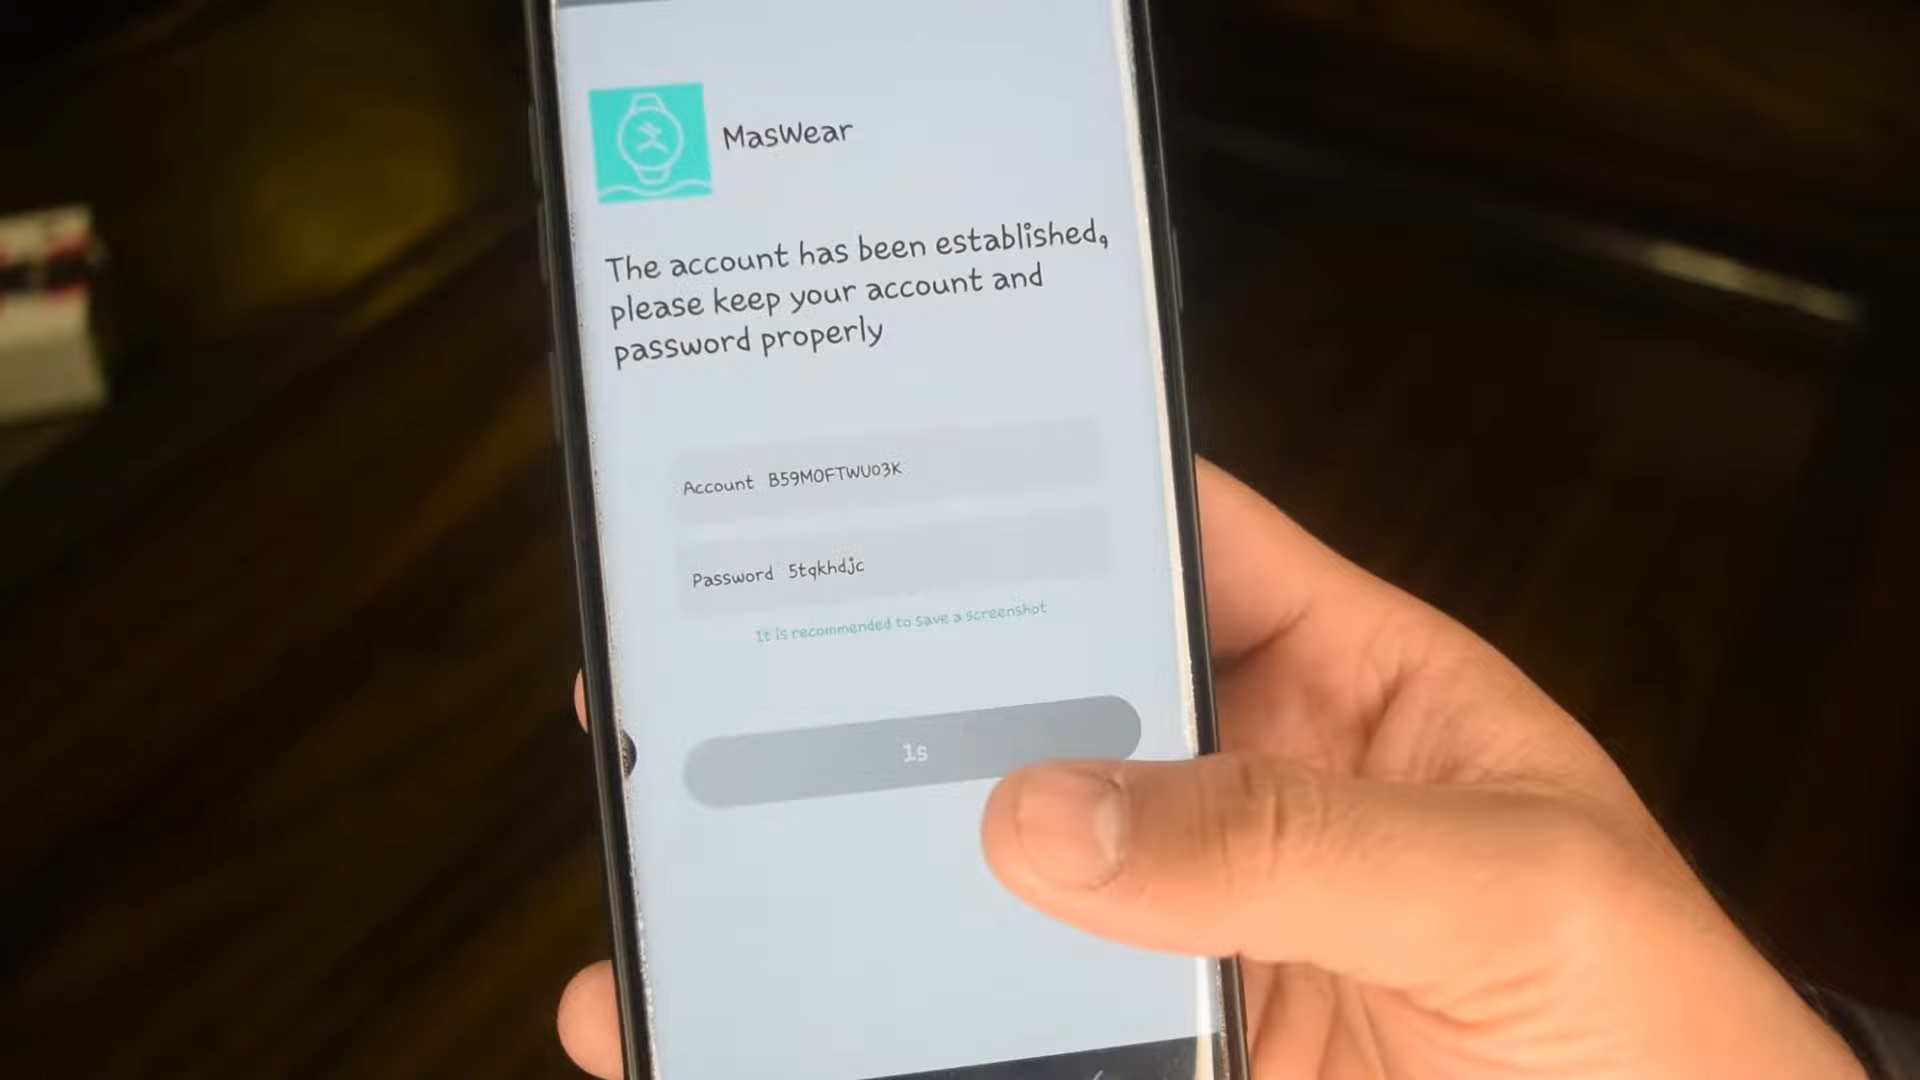 MasWear
The account has been established,
please keep your account and
password properly
Account B59MOFTWUO3K
Password 5tqkhdjc
It is recommended to save a screenshot
1s